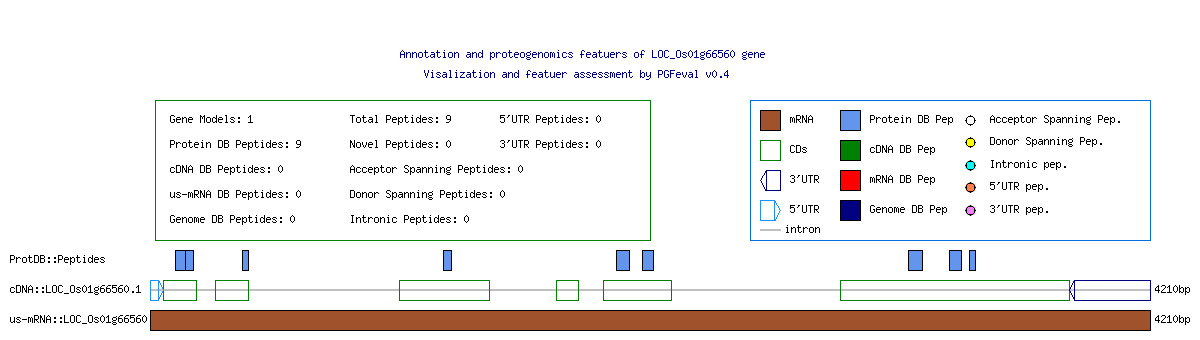 Annotation and proteogenomics featuers of LOC_Os01g66560 gene
Visalization and featuer assessment by PGFeval v0.4
Gene Models: 1
Total Peptides: 9
5'UTR Peptides: 0
Protein DB Peptides: 9
Novel Peptides: 0
3'UTR Peptides: 0
cDNA DB Peptides: 0
Acceptor Spanning Peptides: 0
us-mRNA DB Peptides: 0
Donor Spanning Peptides: 0
Genome DB Peptides: 0
Intronic Peptides: 0
mRNA
Protein DB Pep
Acceptor Spanning Pep.
CDs
cDNA DB Pep
Donor Spanning Pep.
3'UTR
mRNA DB Pep
Intronic pep.
5'UTR
Genome DB Pep
5'UTR pep.
3'UTR pep.
intron
ProtDB::Peptides
cDNA::LOC_Os01g66560.1
4210bp
us-mRNA::LOC_Os01g66560
4210bp